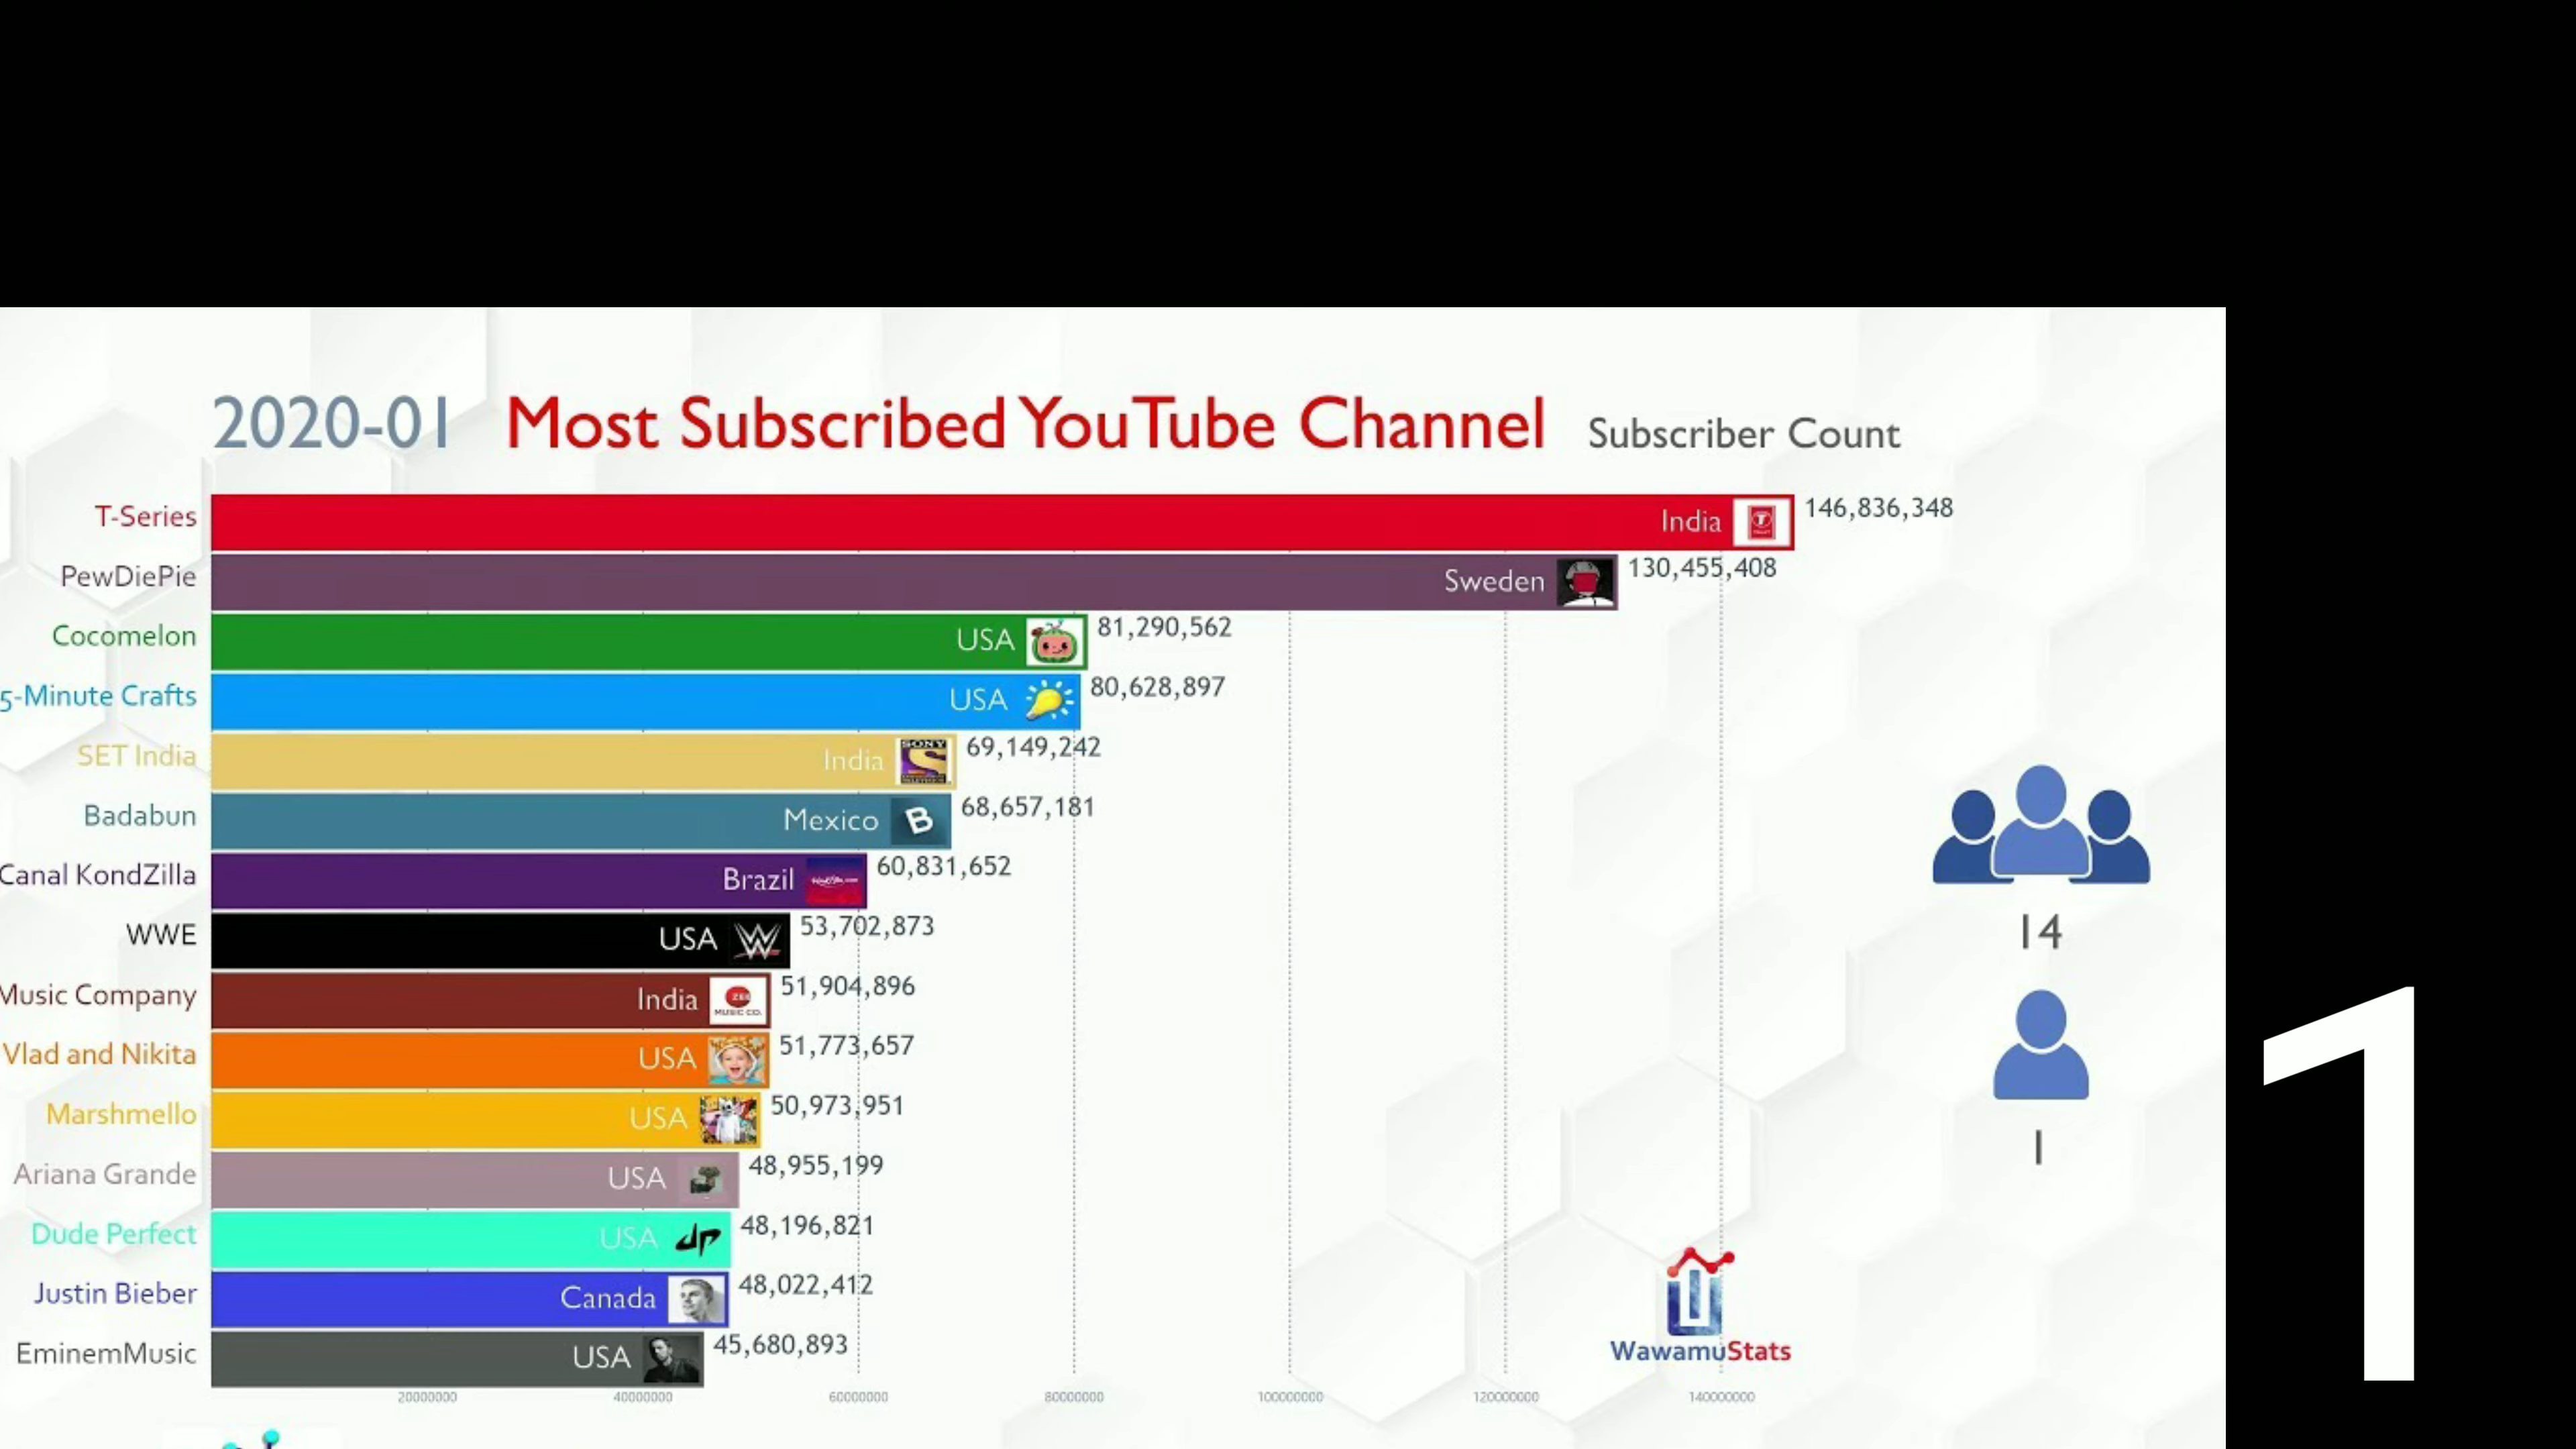 2020-01 Most Subscribed YouTube Channel Subscriber Count
T-Series India 146,836,348
PewDiePie Sweden 130,455,408
Cocomelon USA 81,290,562
5-Minute Crafts USA 80,628,897
SET India India SONY 69,149,242
Badabun Mexico B 68,657,181
Canal KondZilla Brazil 60,831,652
WWE USA W 53,702,873
Music Company India ZEE MUSIC CO. 51,904,896
Vlad and Nikita USA 51,773,657
Marshmello USA 50,973,951
Ariana Grande USA 48,955,199
Dude Perfect USA dp 48,196,821
Justin Bieber Canada 48,022,412
EminemMusic USA 45,680,893
20000000 40000000 60000000 80000000 100000000 120000000 140000000
14
1
WawamuStats
1